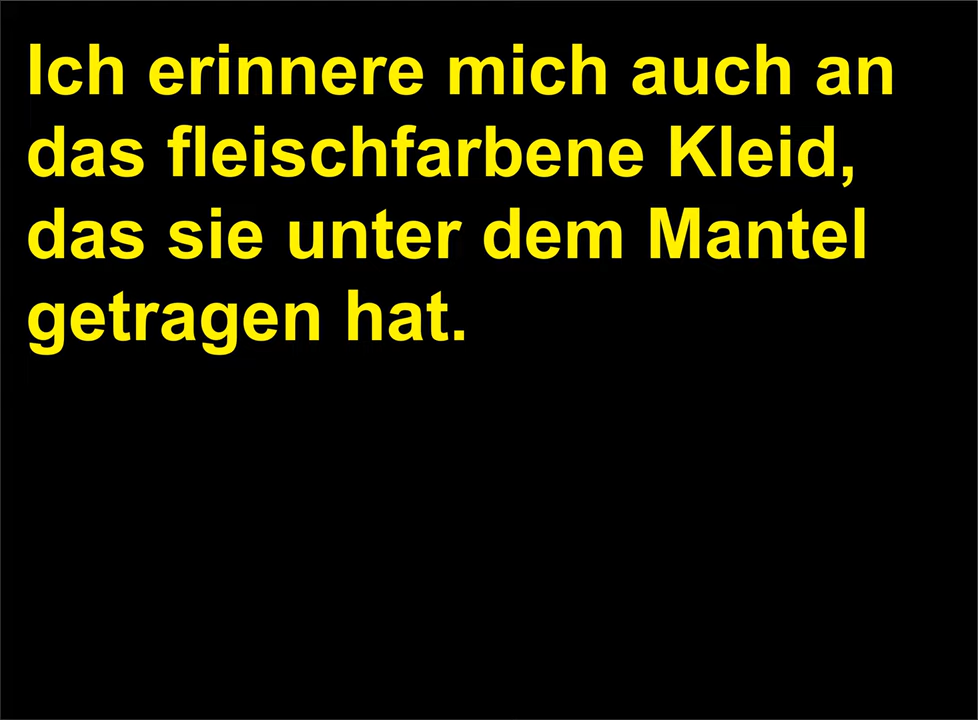 Ich erinnere mich auch an
das fleischfarbene Kleid,
das sie unter dem Mantel
getragen hat.